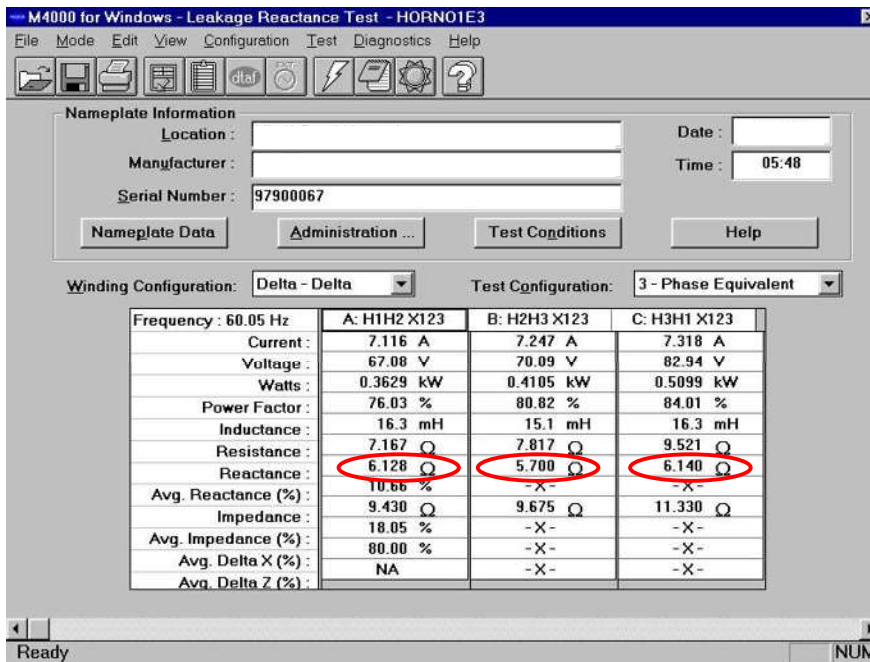 M4000 for Windows - Leakage Reactance Test - HORNO1E3
File Mode Edit View Configuration Test Diagnostics Help
dtaf
Nameplate Information
Location :
Date :
Manufacturer :
Time : 05:48
Serial Number : 97900067
Nameplate Data Administration ... Test Conditions Help
Winding Configuration: Delta - Delta Test Configuration: 3 - Phase Equivalent
Frequency : 60.05 Hz A: H1H2 X123 B: H2H3 X123 C: H3H1 X123
Current : 7.116 A 7.247 A 7.318 A
Voltage : 67.08 V 70.09 V 82.94 V
Watts : 0.3629 kW 0.4105 kW 0.5099 kW
Power Factor : 76.03 % 80.82 % 84.01 %
Inductance : 16.3 mH 15.1 mH 16.3 mH
Resistance : 7.167 Ω 7.817 Ω 9.521 Ω
Reactance : 6.128 Ω 5.700 Ω 6.140 Ω
Avg. Reactance (%) : 10.66 % -X- -X-
Impedance : 9.430 Ω 9.675 Ω 11.330 Ω
Avg. Impedance (%) : 18.05 % -X- -X-
Avg. Delta X (%) : 80.00 % -X- -X-
Avg. Delta Z (%) : NA -X- -X-
Ready NUM